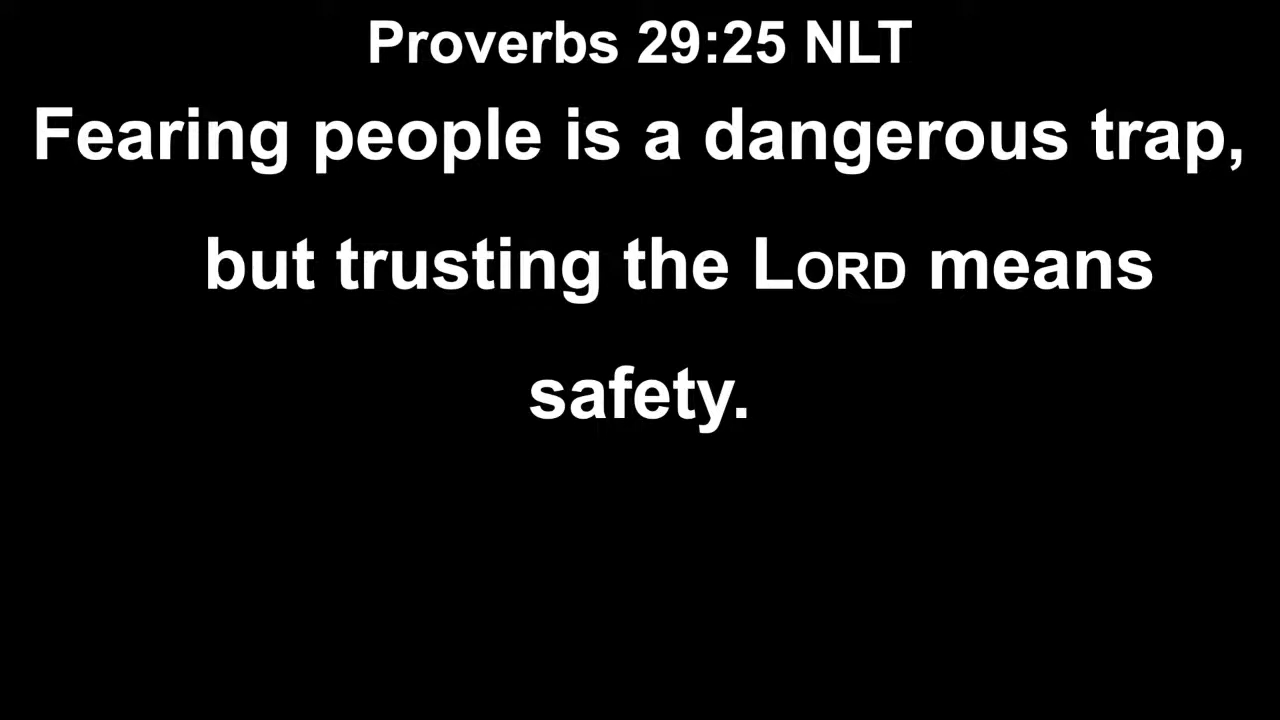 Proverbs 29:25 NLT
Fearing people is a dangerous trap,
but trusting the LORD means
safety.